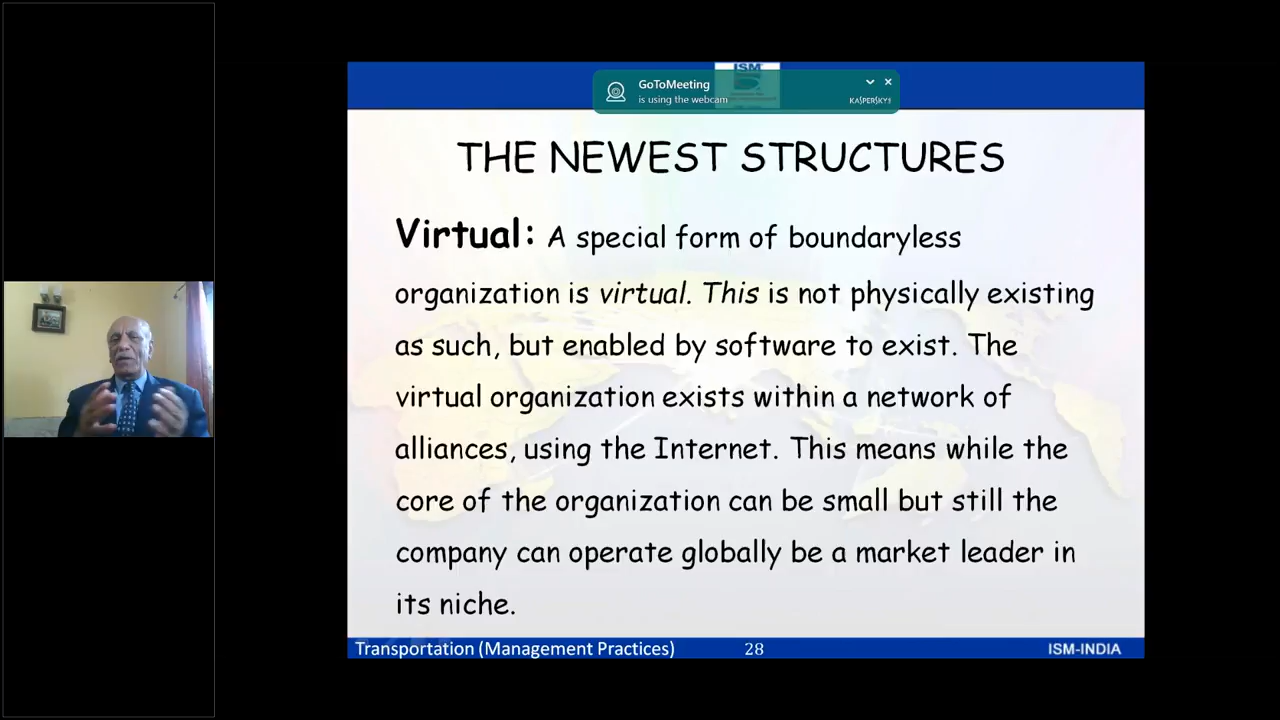 ISM
GoToMeeting
is using the webcam
KASPERSKY
THE NEWEST STRUCTURES
Virtual: A special form of boundaryless
organization is virtual. This is not physically existing
as such, but enabled by software to exist. The
virtual organization exists within a network of
alliances, using the Internet. This means while the
core of the organization can be small but still the
company can operate globally be a market leader in
its niche.
Transportation (Management Practices) 28 ISM-INDIA